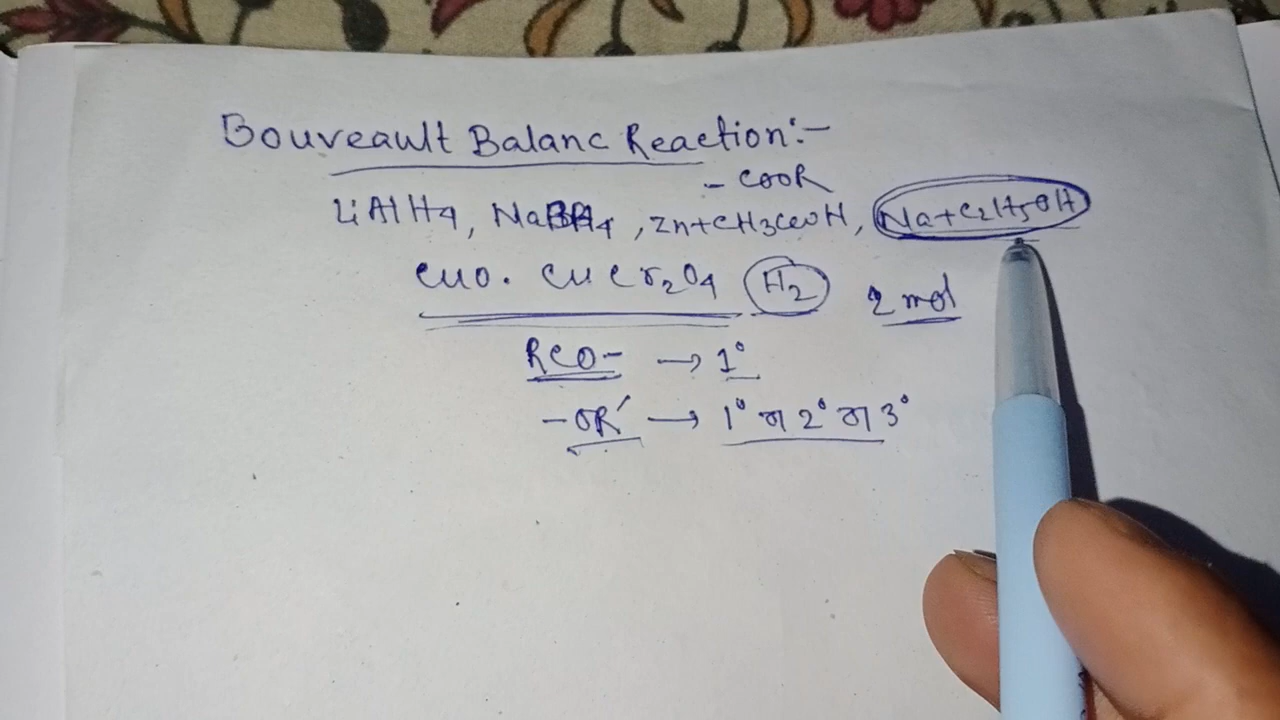 Bouveault Balanc Reaction:-
- COOR
LiAlH4, NaBH4, Zn+CH3COOH, Na+C2H5OH
CuO. CuCr2O4 H2 2 mol
RCO- → 1°
-OR' → 1° বা 2° বা 3°